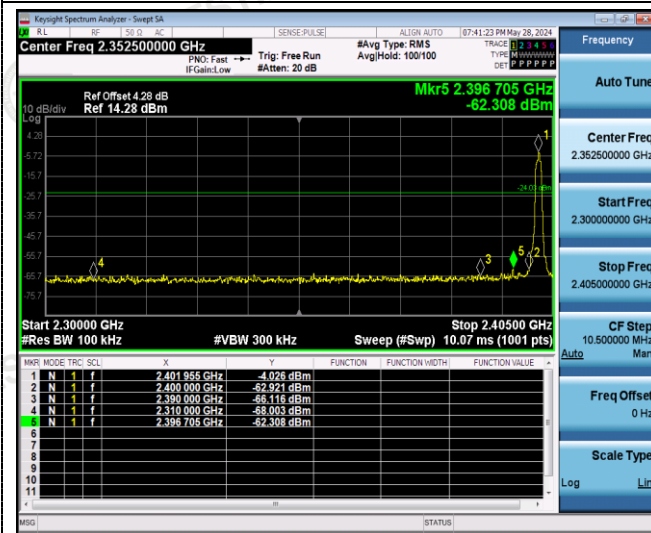 Keysight Spectrum Analyzer - Swept SA
RL RF 50 Ω AC SENSE:PULSE ALIGN AUTO 07:41:23 PM May 28, 2024
Center Freq 2.352500000 GHz
PNO: Fast
IFGain:Low
Trig: Free Run
#Atten: 20 dB
#Avg Type: RMS
Avg|Hold: 100/100
TRACE 1 2 3 4 5 6
TYPE M WWWWW
DET P P P P P P
Frequency
Auto Tune
Center Freq
2.352500000 GHz
Start Freq
2.300000000 GHz
Stop Freq
2.405000000 GHz
CF Step
10.500000 MHz
Auto Man
Freq Offset
0 Hz
Scale Type
Log Lin
Mkr5 2.396 705 GHz
-62.308 dBm
Ref Offset 4.28 dB
Ref 14.28 dBm
10 dB/div
Log
4.28
-5.72
-15.7
-25.7
-35.7
-45.7
-55.7
-65.7
-75.7
-24.03 dBm
1
2
3
4
5
Start 2.30000 GHz Stop 2.40500 GHz
#Res BW 100 kHz #VBW 300 kHz Sweep (#Swp) 10.07 ms (1001 pts)
MKR MODE TRC SCL X Y FUNCTION FUNCTION WIDTH FUNCTION VALUE
1 N 1 f 2.401 955 GHz -4.026 dBm
2 N 1 f 2.400 000 GHz -62.921 dBm
3 N 1 f 2.390 000 GHz -66.116 dBm
4 N 1 f 2.310 000 GHz -68.003 dBm
5 N 1 f 2.396 705 GHz -62.308 dBm
6
7
8
9
10
11
MSG STATUS